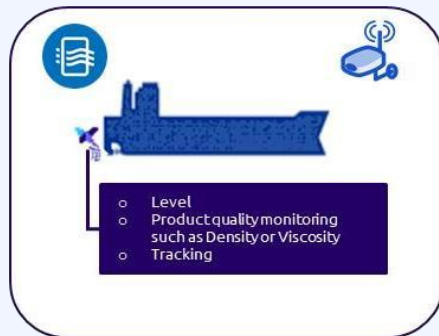 o Level
o Product quality monitoring
such as Density or Viscosity
o Tracking